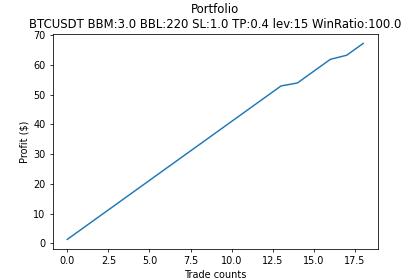 Portfolio
BTCUSDT BBM:3.0 BBL:220 SL:1.0 TP:0.4 lev:15 WinRatio:100.0
70
60
50
40
30
20
10
0
Profit ($)
0.0 2.5 5.0 7.5 10.0 12.5 15.0 17.5
Trade counts